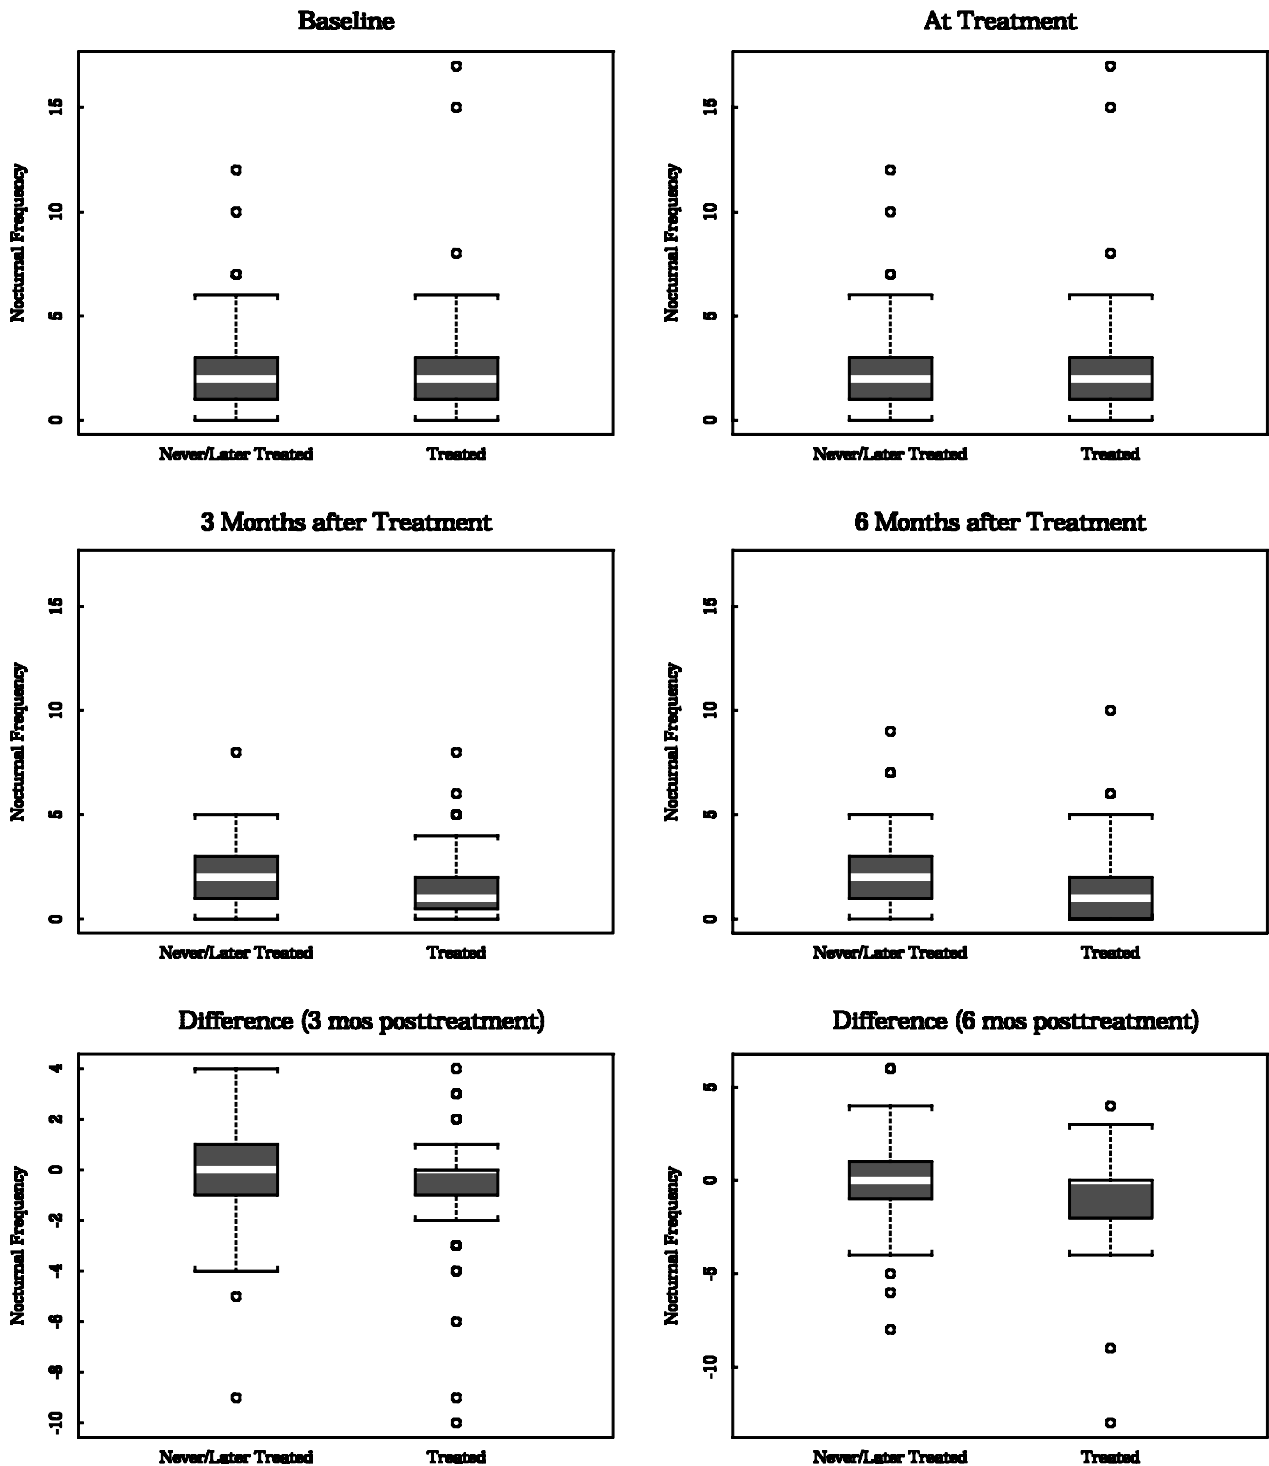 Baseline
At Treatment
Nocturnal Frequency
0
5
10
15
Never/Later Treated
Treated
Nocturnal Frequency
0
5
10
15
Never/Later Treated
Treated
3 Months after Treatment
6 Months after Treatment
Nocturnal Frequency
0
5
10
15
Never/Later Treated
Treated
Nocturnal Frequency
0
5
10
15
Never/Later Treated
Treated
Difference (3 mos posttreatment)
Difference (6 mos posttreatment)
Nocturnal Frequency
-10
-8
-6
-4
-2
0
2
4
Never/Later Treated
Treated
Nocturnal Frequency
-10
-5
0
5
Never/Later Treated
Treated